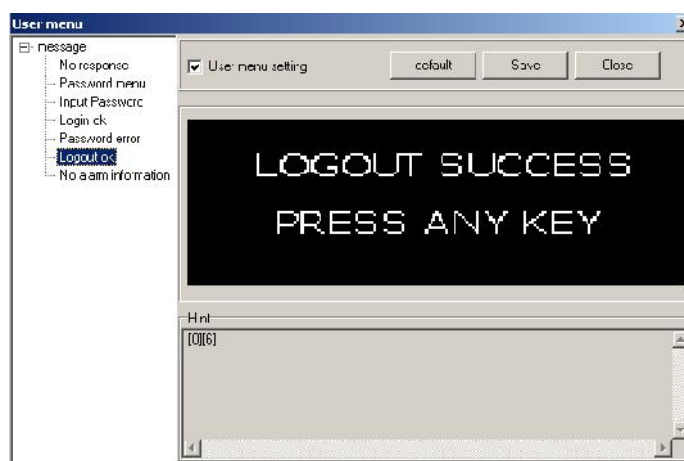 User menu
message
No response
Password menu
Input Password
Login ok
Password error
Logout ok
No alarm information
User menu setting
default
Save
Close
LOGOUT SUCCESS
PRESS ANY KEY
Hint
[0][6]